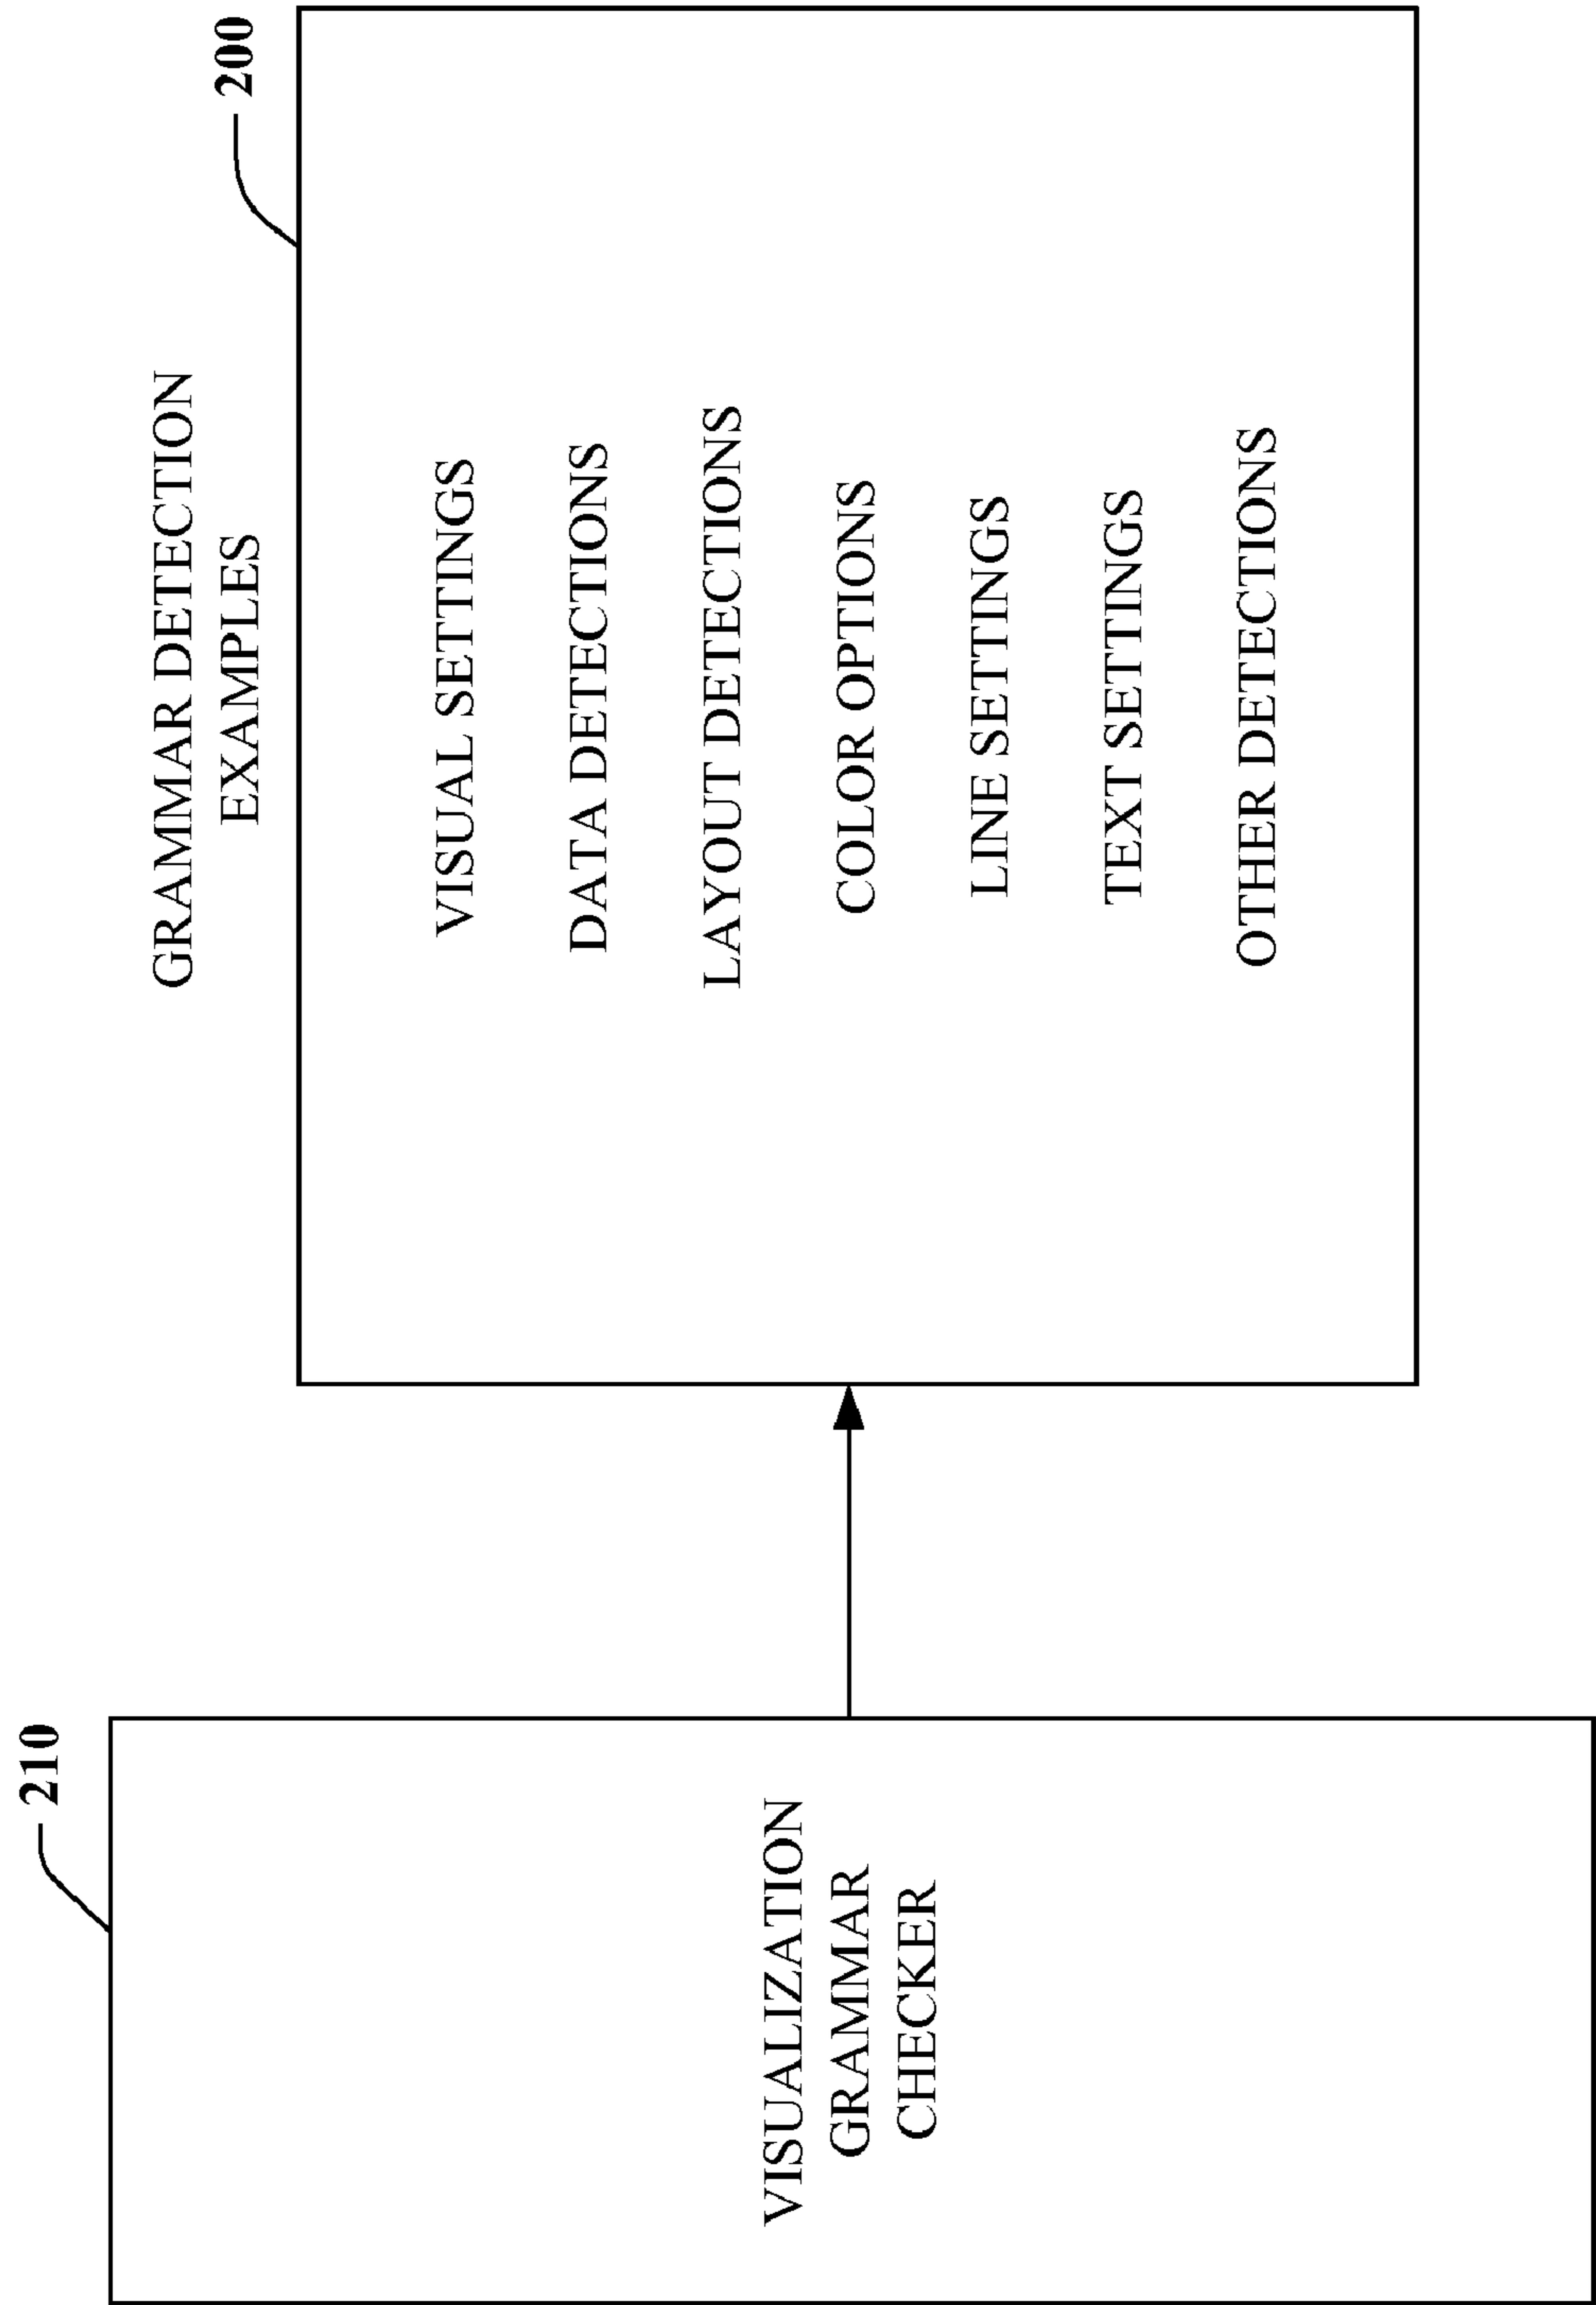 210
VISUALIZATION
GRAMMAR
CHECKER
GRAMMAR DETECTION
EXAMPLES
200
VISUAL SETTINGS
DATA DETECTIONS
LAYOUT DETECTIONS
COLOR OPTIONS
LINE SETTINGS
TEXT SETTINGS
OTHER DETECTIONS